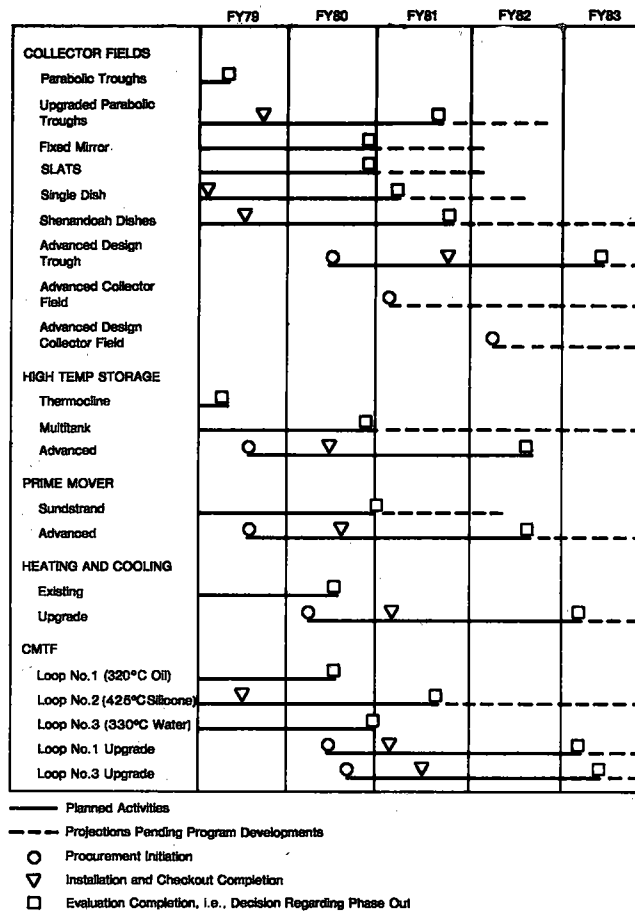 FY79 FY80 FY81 FY82 FY83
COLLECTOR FIELDS
Parabolic Troughs
Upgraded Parabolic
Troughs
Fixed Mirror
SLATS
Single Dish
Shenandoah Dishes
Advanced Design
Trough
Advanced Collector
Field
Advanced Design
Collector Field
HIGH TEMP STORAGE
Thermocline
Multitank
Advanced
PRIME MOVER
Sundstrand
Advanced
HEATING AND COOLING
Existing
Upgrade
CMTF
Loop No.1 (320°C Oil)
Loop No.2 (425°C Silicone)
Loop No.3 (330°C Water)
Loop No.1 Upgrade
Loop No.3 Upgrade
Planned Activities
Projections Pending Program Developments
Procurement Initiation
Installation and Checkout Completion
Evaluation Completion, i.e., Decision Regarding Phase Out